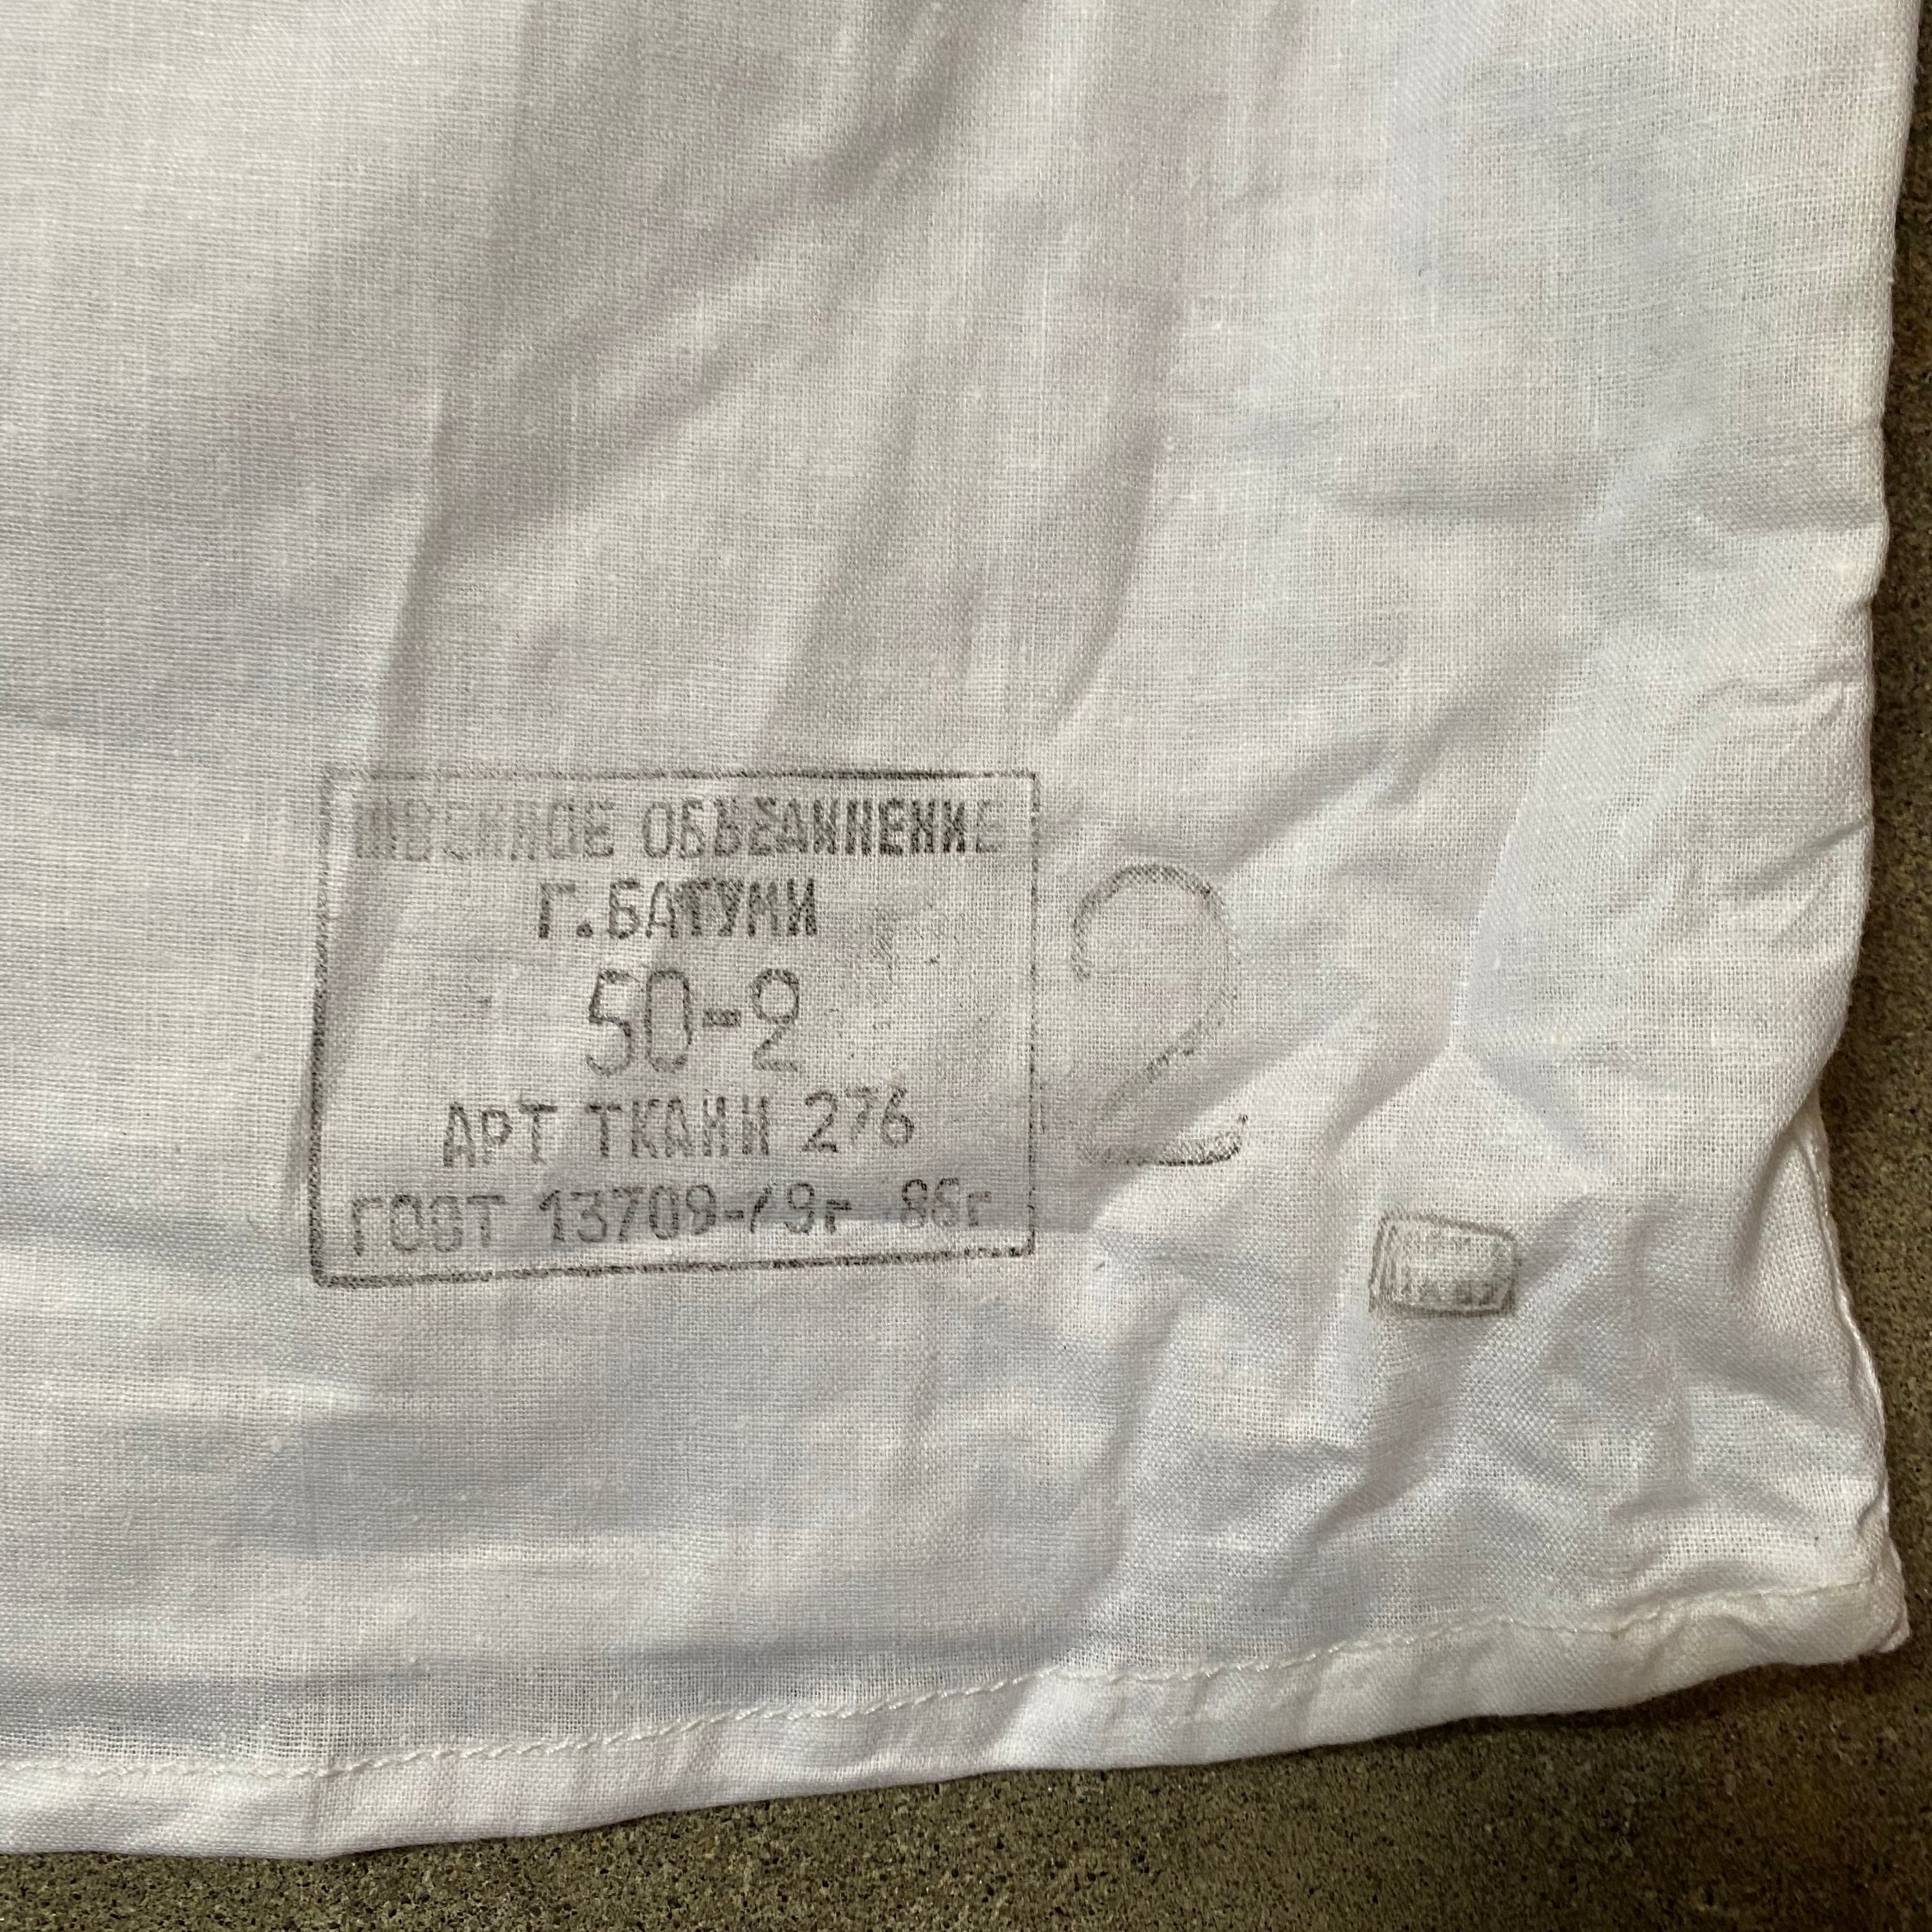 ШВЕЙНОЕ ОБЪЕДИНЕНИЕ
Г. БАТУМИ
50-2
АРТ ТКАНИ 276
ГОСТ 13709-79г 86г
2